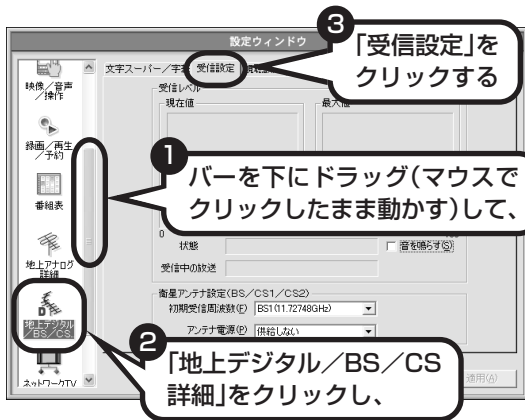 設定ウィンドウ
3
「受信設定」を
クリックする
映像／音声
／操作
文字スーパー／字幕
受信設定
受信レベル
現在値
最大値
録画／再生
／予約
1
バーを下にドラッグ(マウスで
クリックしたまま動かす)して、
番組表
0
状態
音を鳴らす(S)
地上アナログ
詳細
受信中の放送
衛星アンテナ設定(BS／CS1／CS2)
初期受信周波数(F)
BS1(11.72748GHz)
地上デジタル
／BS／CS
アンテナ電源(P)
供給しない
2
「地上デジタル／BS／CS
詳細」をクリックし、
ネットワークTV
適用(A)